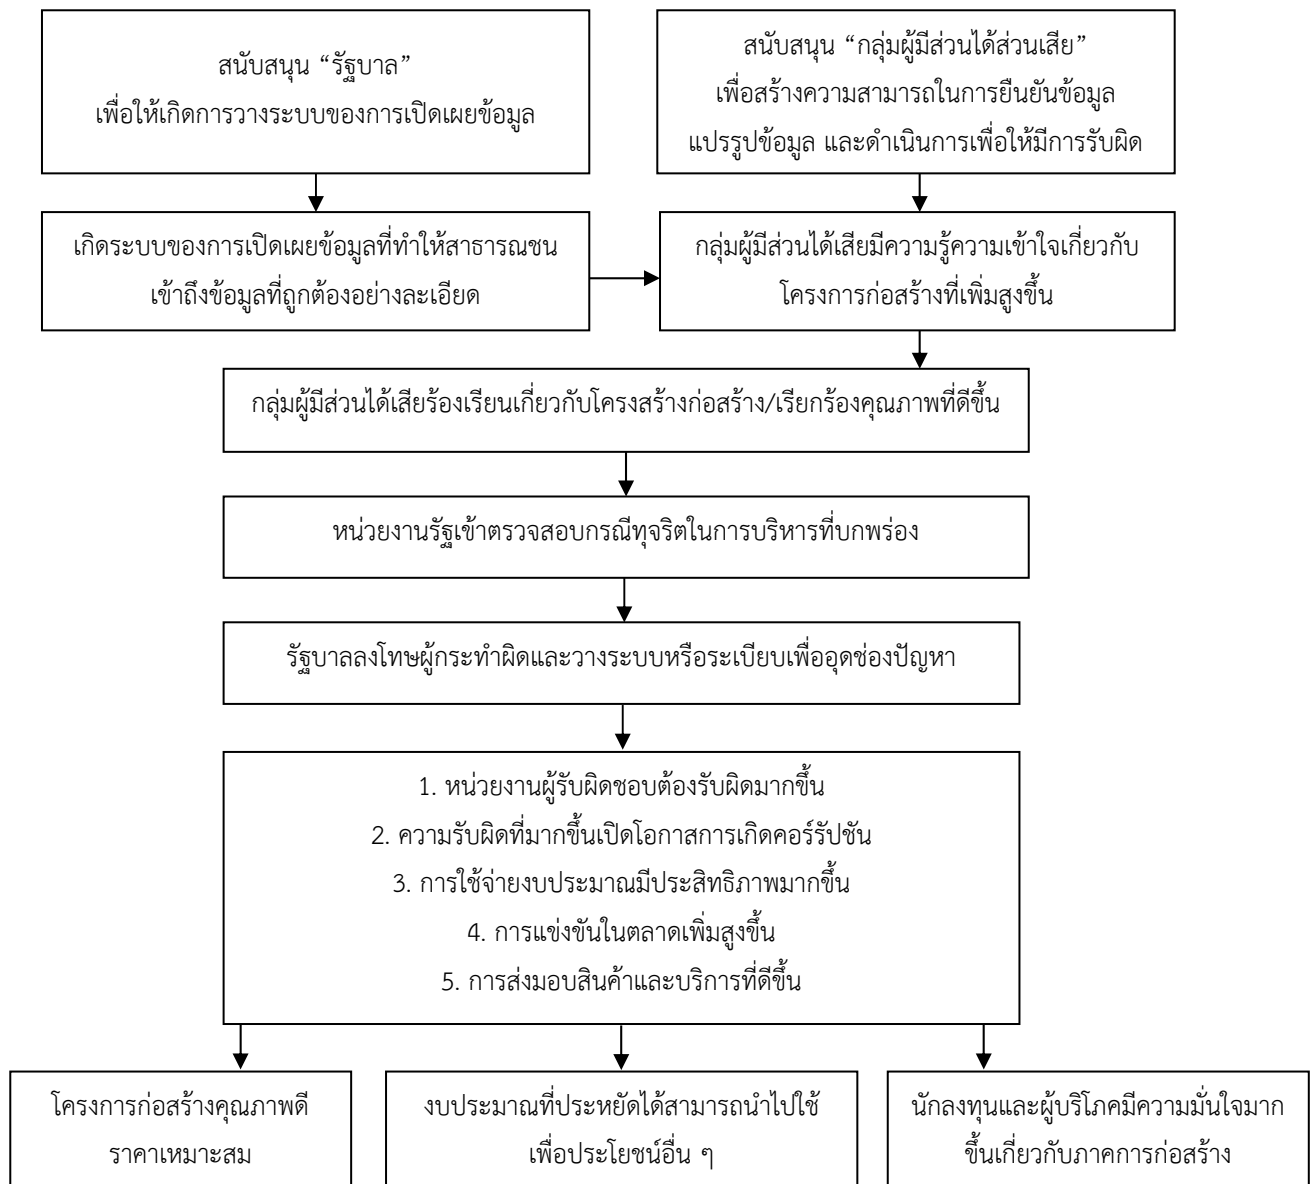 สนับสนุน “รัฐบาล”
เพื่อให้เกิดการวางระบบของการเปิดเผยข้อมูล
สนับสนุน “กลุ่มผู้มีส่วนได้ส่วนเสีย”
เพื่อสร้างความสามารถในการยืนยันข้อมูล
แปรรูปข้อมูล และดำเนินการเพื่อให้มีการรับผิด
เกิดระบบของการเปิดเผยข้อมูลที่ทำให้สาธารณชน
เข้าถึงข้อมูลที่ถูกต้องอย่างละเอียด
กลุ่มผู้มีส่วนได้เสียมีความรู้ความเข้าใจเกี่ยวกับ
โครงการก่อสร้างที่เพิ่มสูงขึ้น
กลุ่มผู้มีส่วนได้เสียร้องเรียนเกี่ยวกับโครงสร้างก่อสร้าง/เรียกร้องคุณภาพที่ดีขึ้น
หน่วยงานรัฐเข้าตรวจสอบกรณีทุจริตในการบริหารที่บกพร่อง
รัฐบาลลงโทษผู้กระทำผิดและวางระบบหรือระเบียบเพื่ออุดช่องปัญหา
1. หน่วยงานผู้รับผิดชอบต้องรับผิดมากขึ้น
2. ความรับผิดที่มากขึ้นเปิดโอกาสการเกิดคอร์รัปชัน
3. การใช้จ่ายงบประมาณมีประสิทธิภาพมากขึ้น
4. การแข่งขันในตลาดเพิ่มสูงขึ้น
5. การส่งมอบสินค้าและบริการที่ดีขึ้น
โครงการก่อสร้างคุณภาพดี
ราคาเหมาะสม
งบประมาณที่ประหยัดได้สามารถนำไปใช้
เพื่อประโยชน์อื่น ๆ
นักลงทุนและผู้บริโภคมีความมั่นใจมาก
ขึ้นเกี่ยวกับภาคการก่อสร้าง